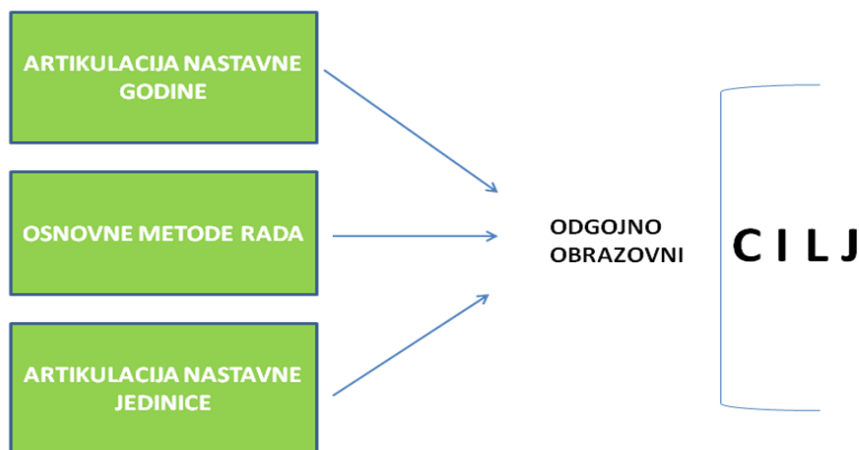 ARTIKULACIJA NASTAVNE
GODINE
OSNOVNE METODE RADA
ARTIKULACIJA NASTAVNE
JEDINICE
ODGOJNO
OBRAZOVNI
C I L J